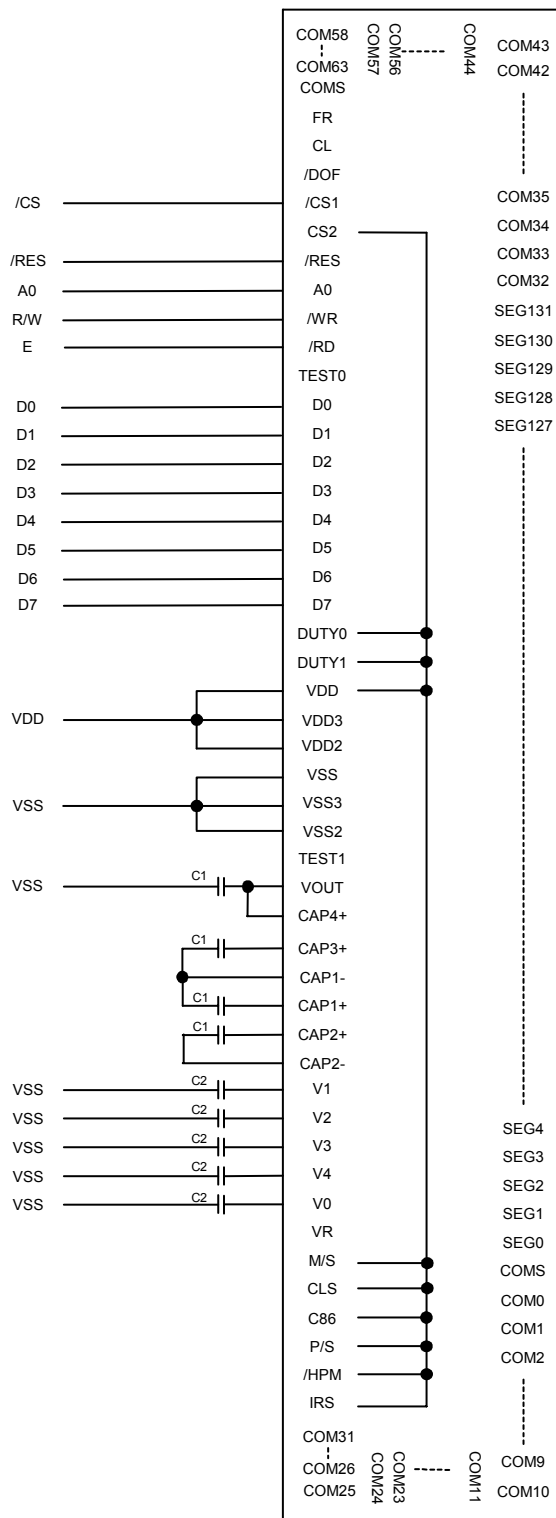 COM58
COM63
COMS
COM57
COM56
COM44
COM43
COM42
FR
CL
/DOF
/CS /CS1 COM35
CS2 COM34
/RES /RES COM33
A0 A0 COM32
R/W /WR SEG131
E /RD SEG130
TEST0 SEG129
D0 D0 SEG128
D1 D1 SEG127
D2 D2
D3 D3
D4 D4
D5 D5
D6 D6
D7 D7
DUTY0
DUTY1
VDD
VDD VDD3
VDD2
VSS
VSS VSS3
VSS2
TEST1
VSS C1 VOUT
CAP4+
C1 CAP3+
CAP1-
C1 CAP1+
C1 CAP2+
CAP2-
VSS C2 V1
VSS C2 V2 SEG4
VSS C2 V3 SEG3
VSS C2 V4 SEG2
VSS C2 V0 SEG1
VR SEG0
M/S COMS
CLS COM0
C86 COM1
P/S COM2
/HPM
IRS
COM31
COM26
COM25
COM24
COM23
COM11
COM9
COM10